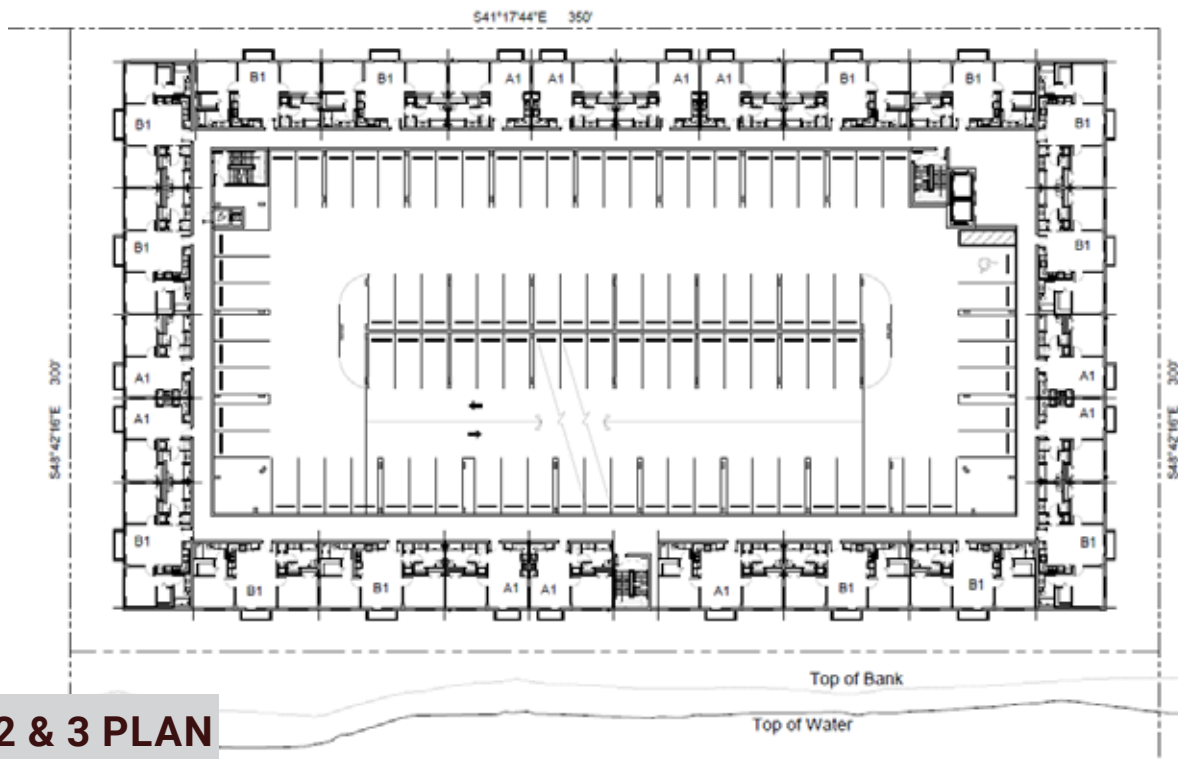 S41°17'44"E 350'
B1 B1 A1 A1 A1 A1 B1 B1
B1
B1
B1
B1
S48°42'16"E 300'
S48°42'16"E 300'
A1
A1
A1
A1
B1
B1
B1 B1 A1 A1 A1 B1 B1
Top of Bank
Top of Water
2 & 3 PLAN